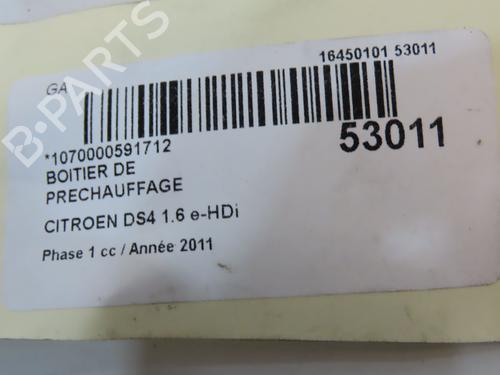 GA
16450101 53011
*1070000591712
53011
BOITIER DE
PRECHAUFFAGE
CITROEN DS4 1.6 e-HDi
Phase 1 cc / Année 2011
B-PARTS